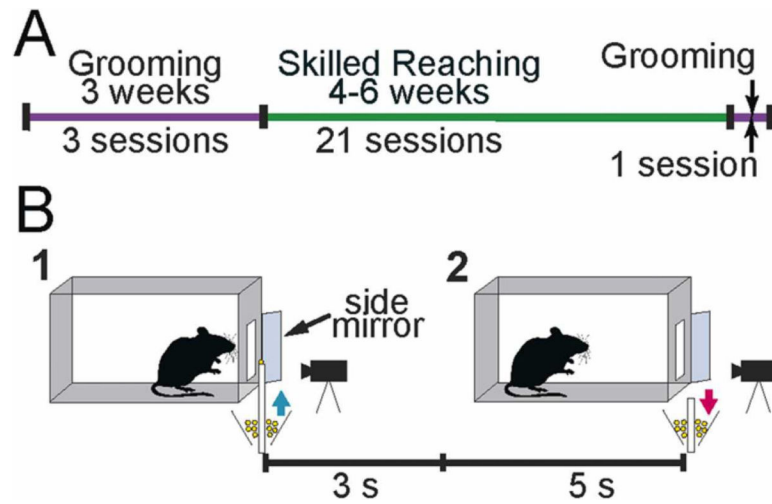 A
Grooming
3 weeks
3 sessions
Skilled Reaching
4-6 weeks
21 sessions
Grooming
1 session
B
1
side
mirror
2
3 s
5 s